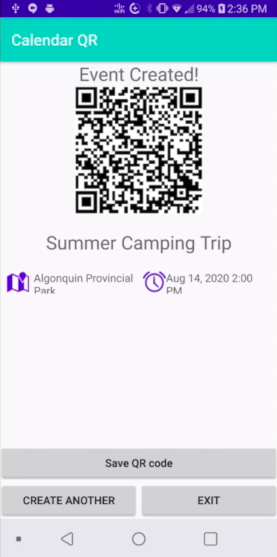 94% 2:36 PM
Calendar QR
Event Created!
Summer Camping Trip
Algonquin Provincial
Park
Aug 14, 2020 2:00
PM
Save QR code
CREATE ANOTHER
EXIT